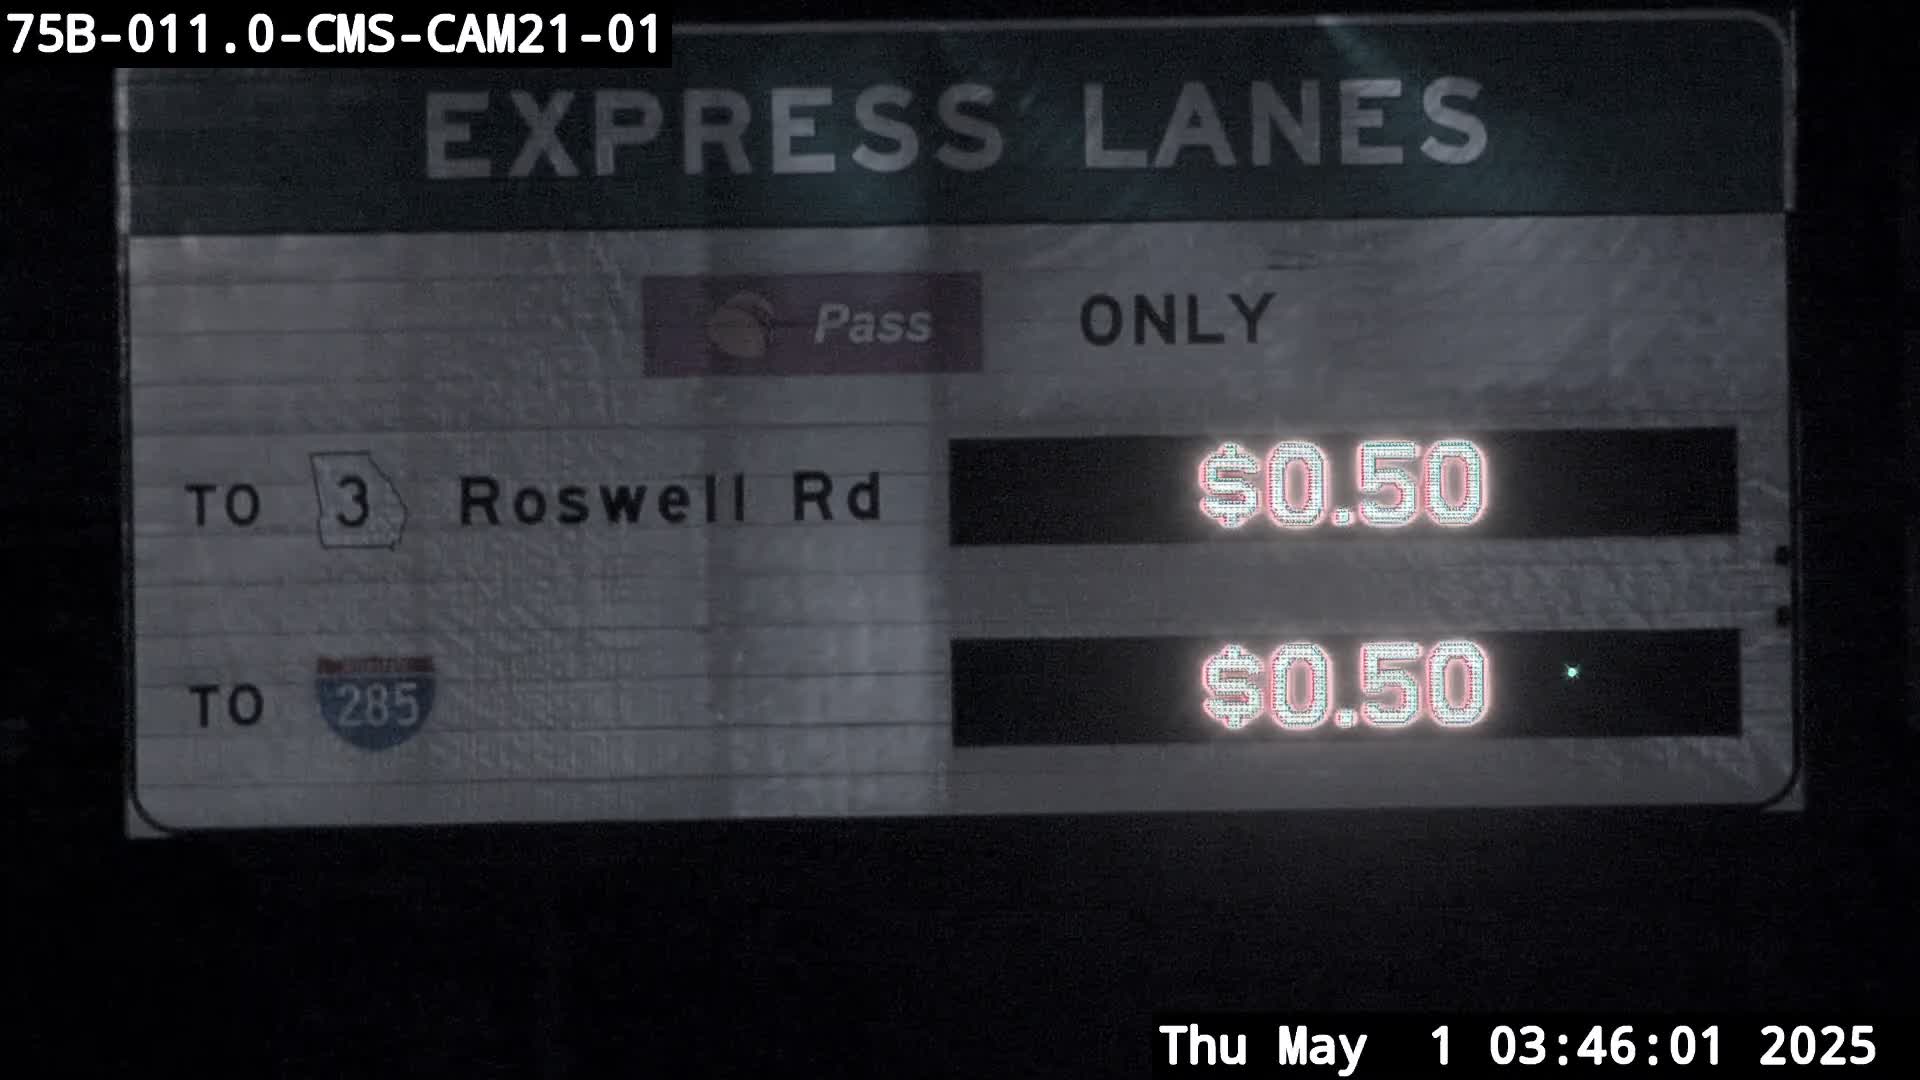 75B-011.0-CMS-CAM21-01
EXPRESS LANES
Pass ONLY
TO 3 Roswell Rd $0.50
TO 285 $0.50
Thu May 1 03:46:01 2025